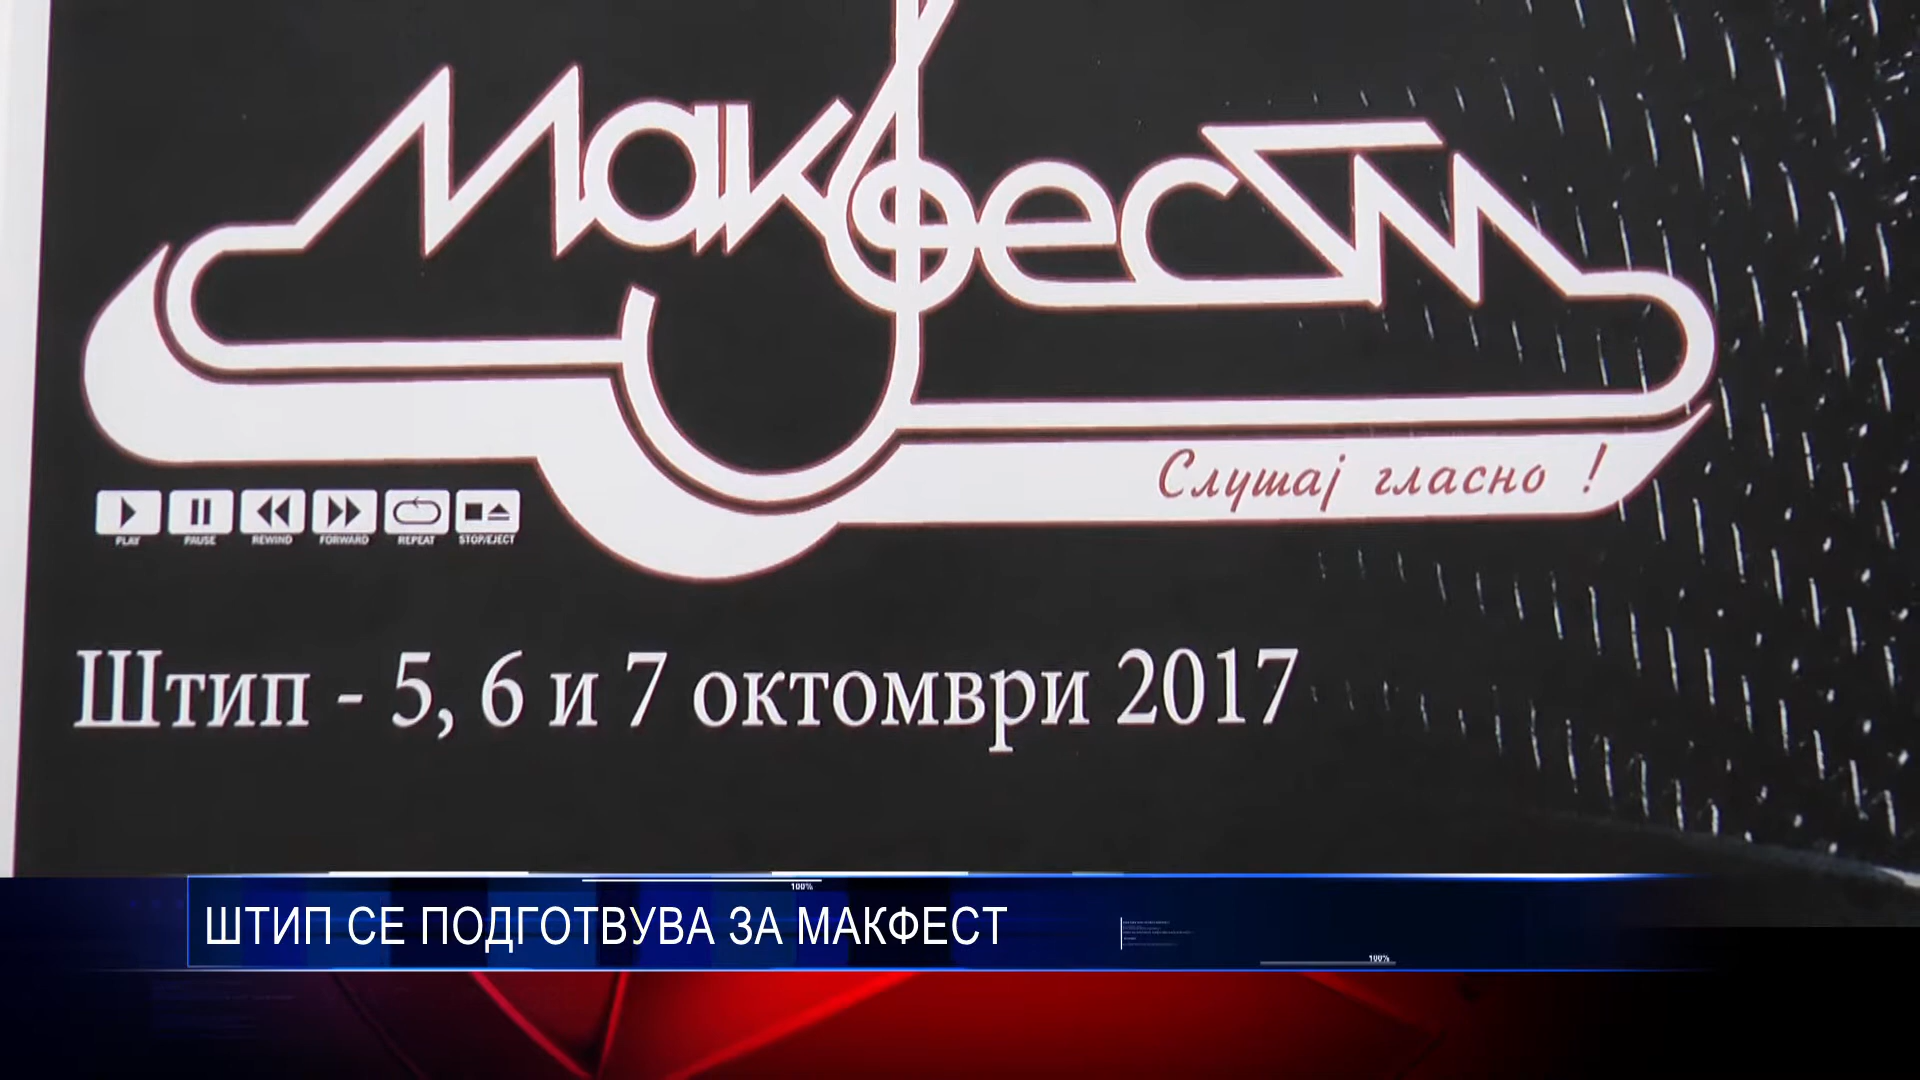 Макфест
Слушај гласно !
PLAY PAUSE REWIND FORWARD REPEAT STOP/EJECT
Штип - 5, 6 и 7 октомври 2017
100%
ШТИП СЕ ПОДГОТВУВА ЗА МАКФЕСТ
100%